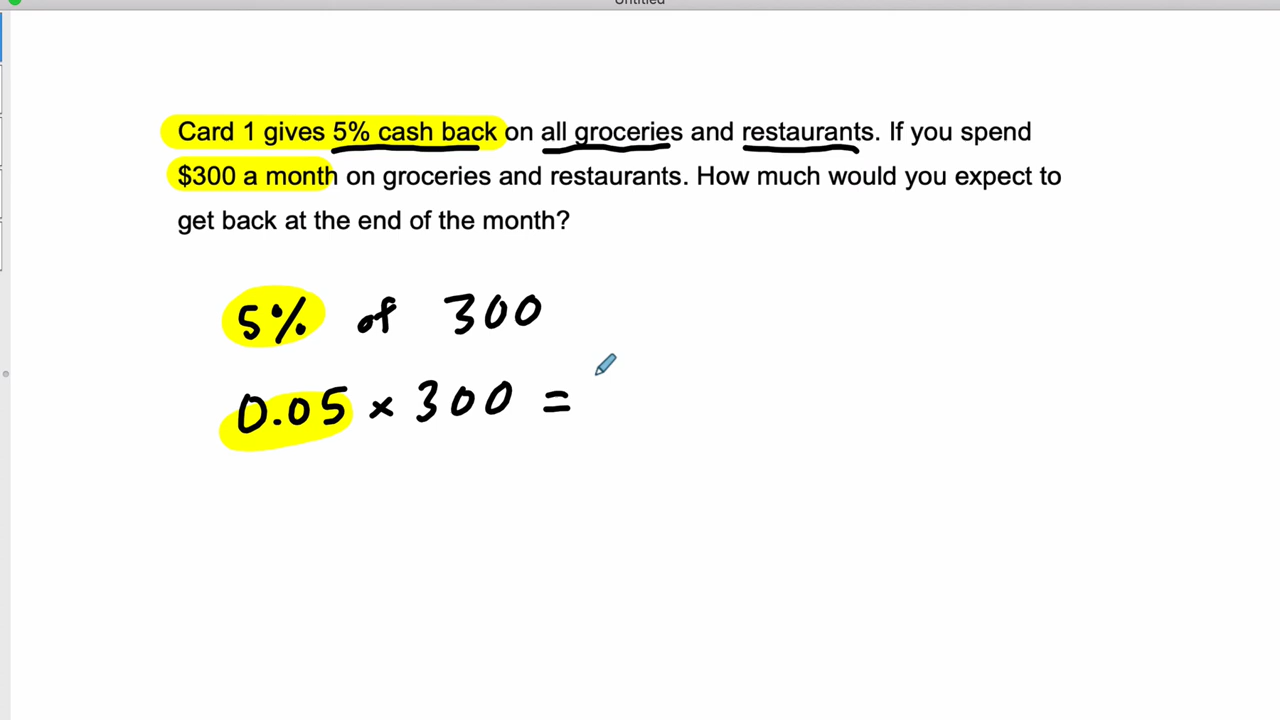 Untitled
Card 1 gives 5% cash back on all groceries and restaurants. If you spend
$300 a month on groceries and restaurants. How much would you expect to
get back at the end of the month?
5% of 300
0.05 × 300 =